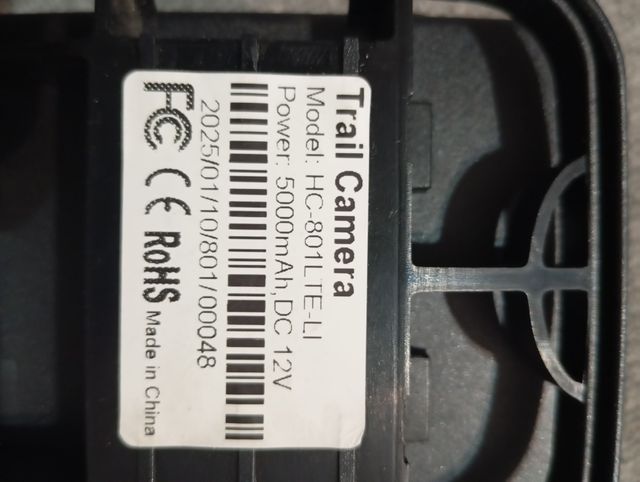 Trail Camera
Model: HC-801LTE-LI
Power: 5000mAh,DC 12V
2025/01/10/801/00048
FC CE RoHS Made in China